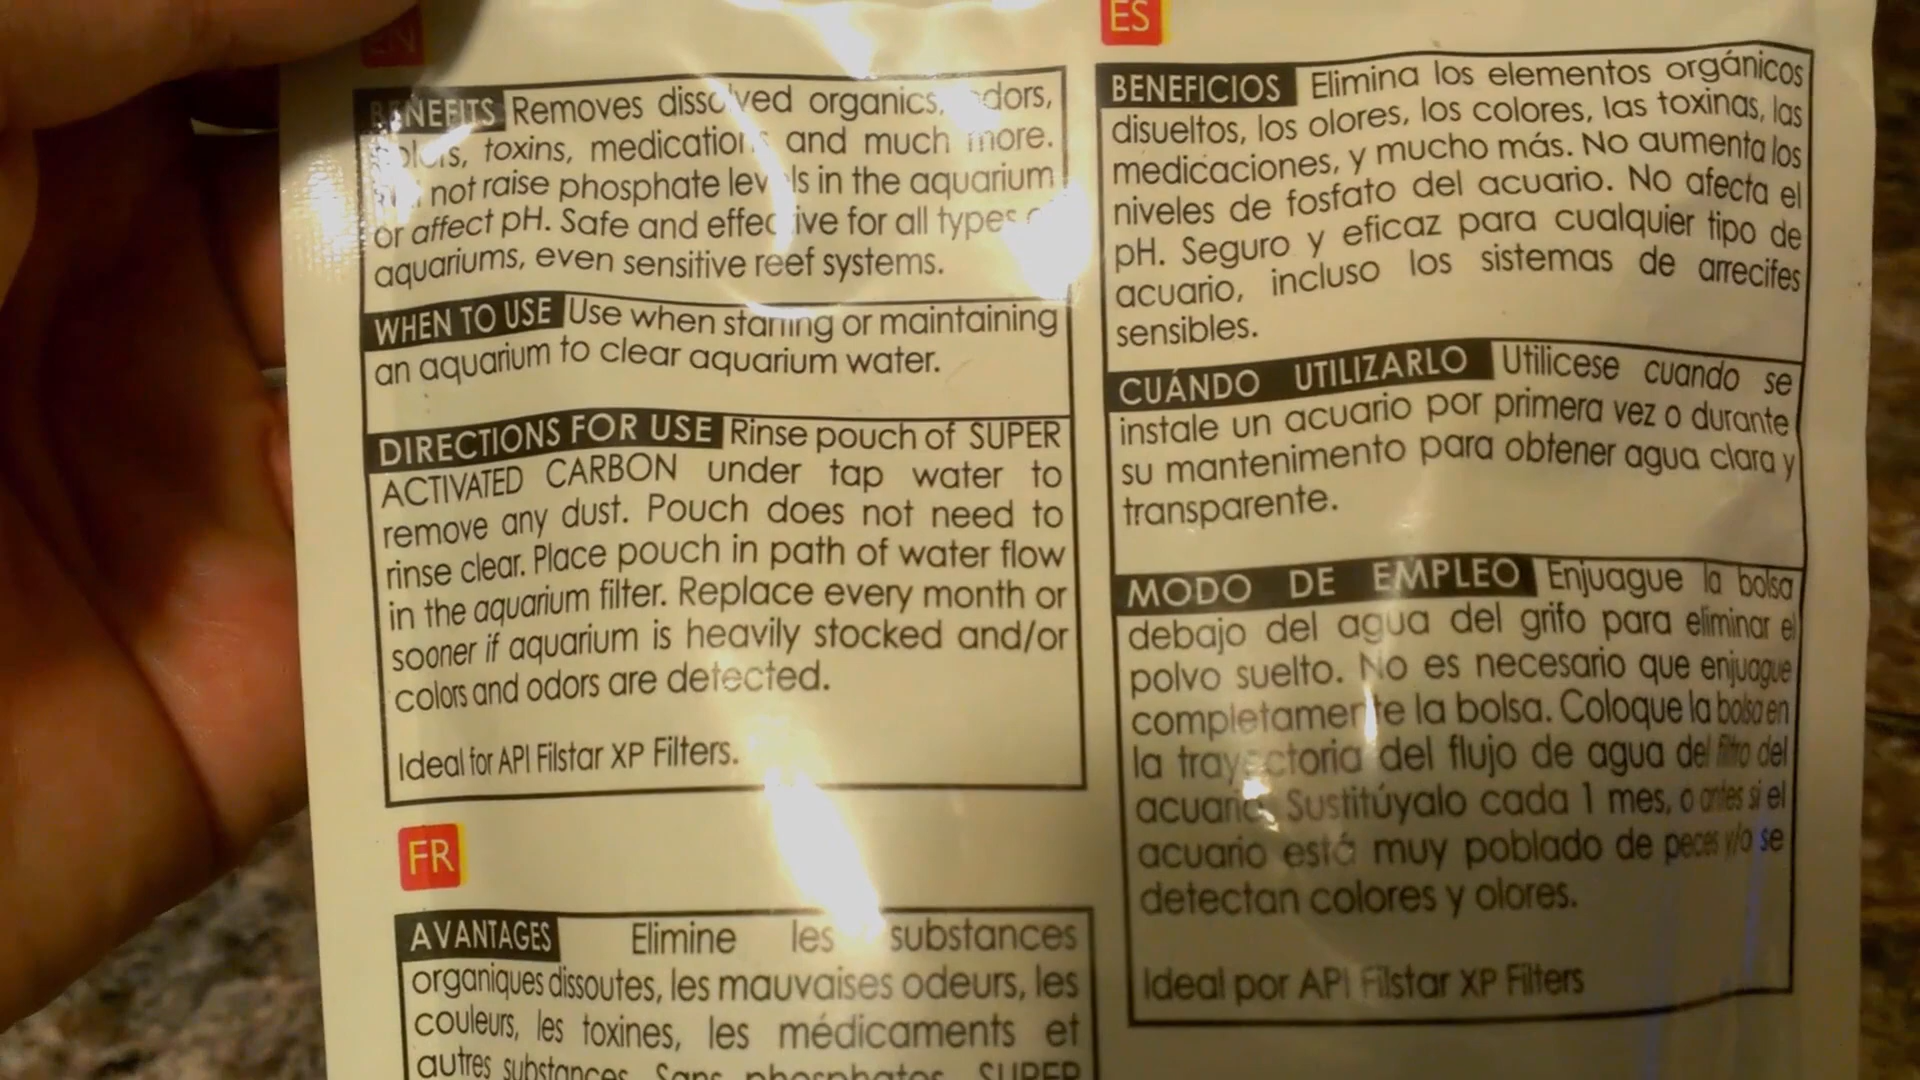 EN
BENEFITS Removes dissolved organics, odors,
colors, toxins, medications and much more.
not raise phosphate levels in the aquarium
or affect pH. Safe and effective for all types
aquariums, even sensitive reef systems.
WHEN TO USE Use when starting or maintaining
an aquarium to clear aquarium water.
DIRECTIONS FOR USE Rinse pouch of SUPER
ACTIVATED CARBON under tap water to
remove any dust. Pouch does not need to
rinse clear. Place pouch in path of water flow
in the aquarium filter. Replace every month or
sooner if aquarium is heavily stocked and/or
colors and odors are detected.
Ideal for API Filstar XP Filters.
FR
AVANTAGES Elimine les substances
organiques dissoutes, les mauvaises odeurs, les
couleurs, les toxines, les médicaments et
autres substances. Sans phosphates, SUPER
ES
BENEFICIOS Elimina los elementos orgánicos
disueltos, los olores, los colores, las toxinas, las
medicaciones, y mucho más. No aumenta los
niveles de fosfato del acuario. No afecta el
pH. Seguro y eficaz para cualquier tipo de
acuario, incluso los sistemas de arrecifes
sensibles.
CUÁNDO UTILIZARLO Utilicese cuando se
instale un acuario por primera vez o durante
su mantenimento para obtener agua clara y
transparente.
MODO DE EMPLEO Enjuague la bolsa
debajo del agua del grifo para eliminar el
polvo suelto. No es necesario que enjuague
completamente la bolsa. Coloque la bolsa en
la trayectoria del flujo de agua del filtro del
acuario. Sustitúyalo cada 1 mes, o antes si el
acuario está muy poblado de peces y/o se
detectan colores y olores.
Ideal por API Filstar XP Filters